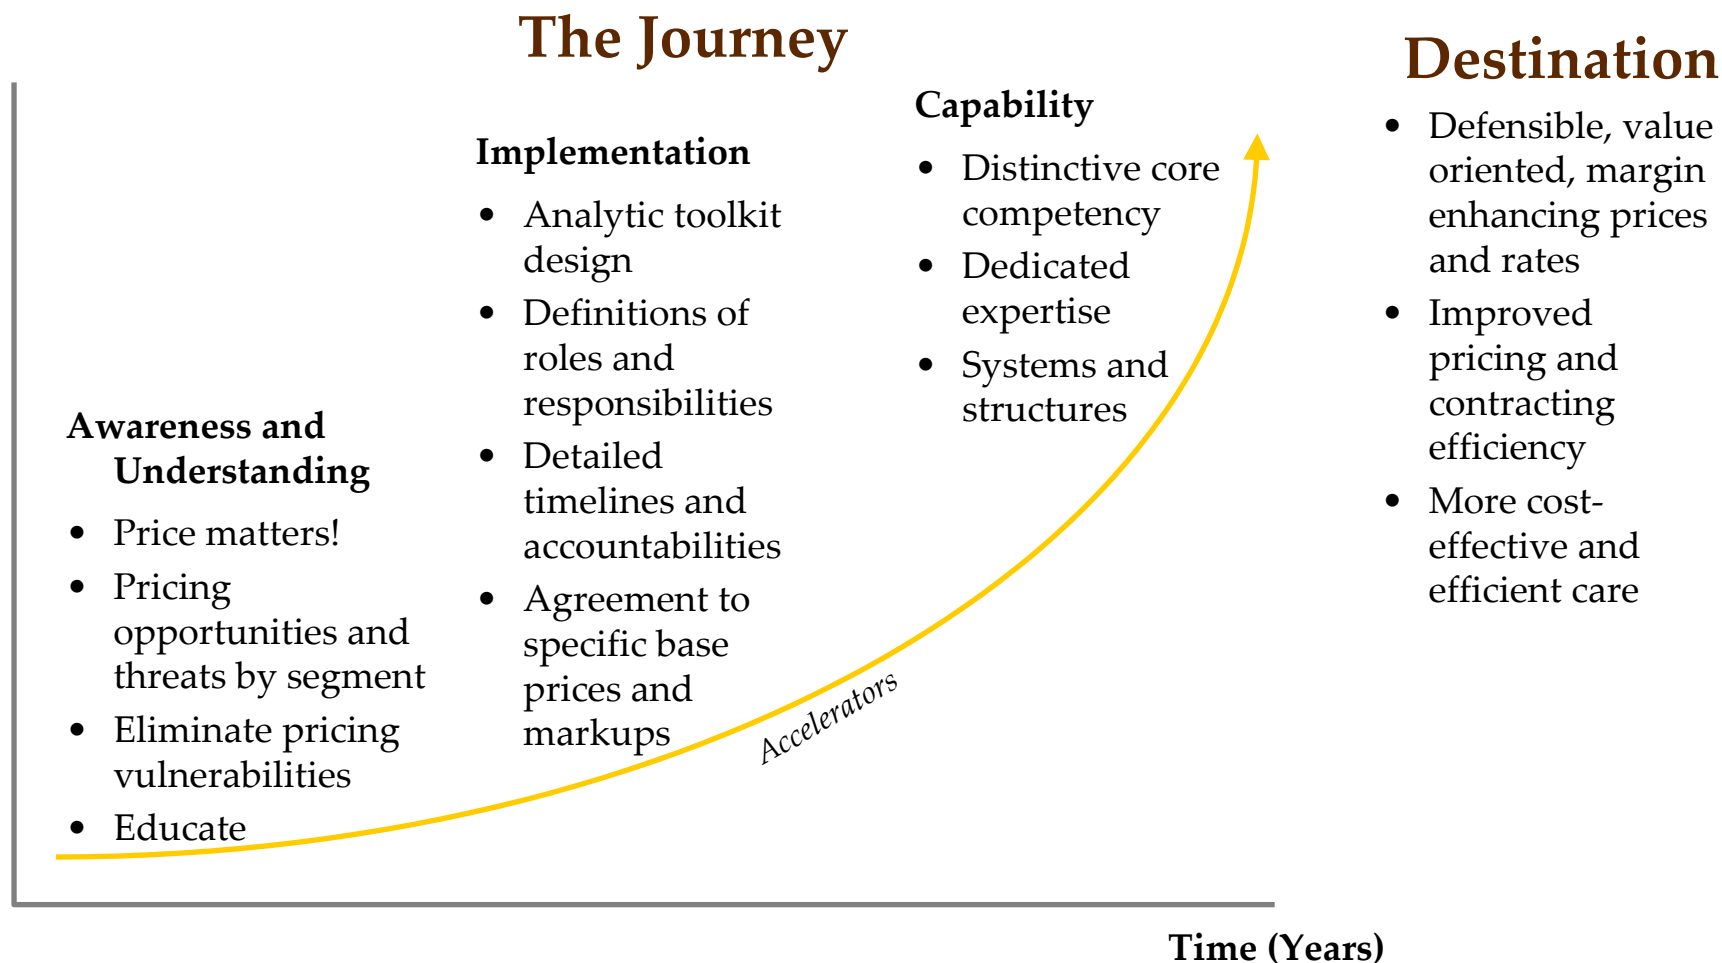 The Journey
Destination
Awareness and
Understanding
• Price matters!
• Pricing
opportunities and
threats by segment
• Eliminate pricing
vulnerabilities
• Educate
Implementation
• Analytic toolkit
design
• Definitions of
roles and
responsibilities
• Detailed
timelines and
accountabilities
• Agreement to
specific base
prices and
markups
Capability
• Distinctive core
competency
• Dedicated
expertise
• Systems and
structures
Accelerators
• Defensible, value
oriented, margin
enhancing prices
and rates
• Improved
pricing and
contracting
efficiency
• More cost-
effective and
efficient care
Time (Years)